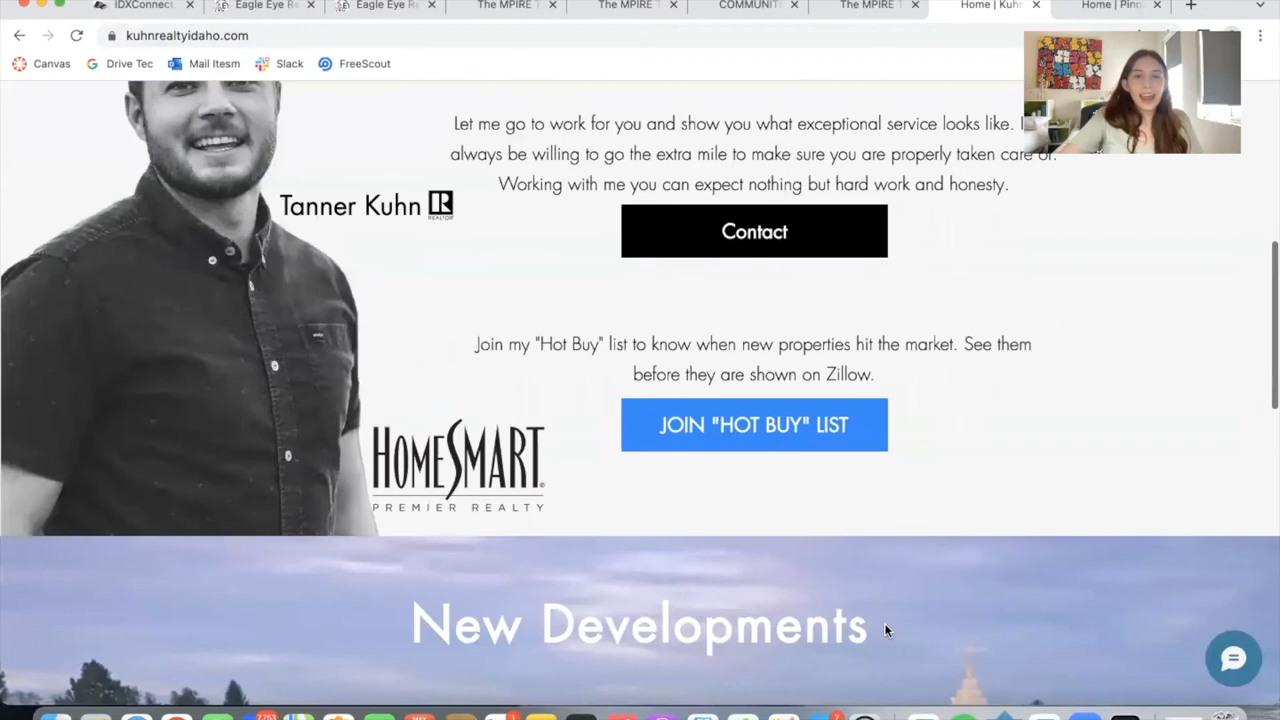 IDXConnect
Eagle Eye Re
Eagle Eye Re
The MPIRE T
The MPIRE T
COMMUNIT
The MPIRE T
Home | Kuhn
Home | Pinn
kuhnrealtyidaho.com
Canvas
Drive Tec
Mail Itesm
Slack
FreeScout
Let me go to work for you and show you what exceptional service looks like.
always be willing to go the extra mile to make sure you are properly taken care of.
Working with me you can expect nothing but hard work and honesty.
Tanner Kuhn R
REALTOR
Contact
Join my "Hot Buy" list to know when new properties hit the market. See them
before they are shown on Zillow.
JOIN "HOT BUY" LIST
HOMESMART
PREMIER REALTY
New Developments